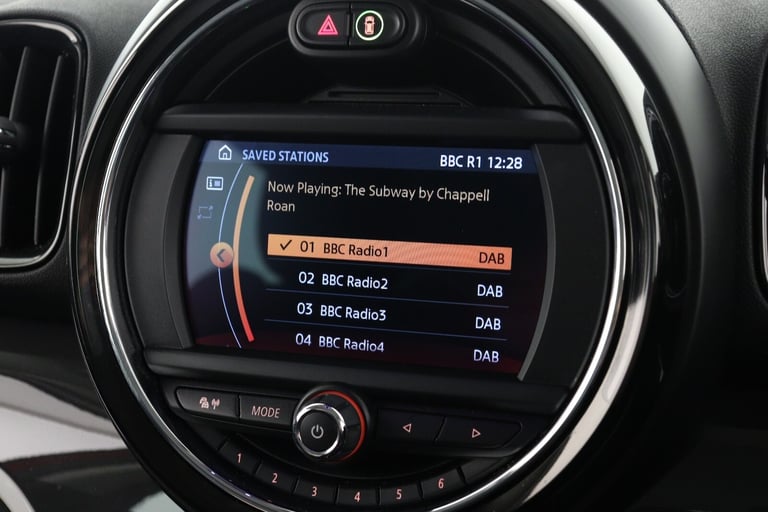 SAVED STATIONS
BBC R1 12:28
Now Playing: The Subway by Chappell
Roan
01 BBC Radio1 DAB
02 BBC Radio2 DAB
03 BBC Radio3 DAB
04 BBC Radio4 DAB
MODE
1 2 3 4 5 6